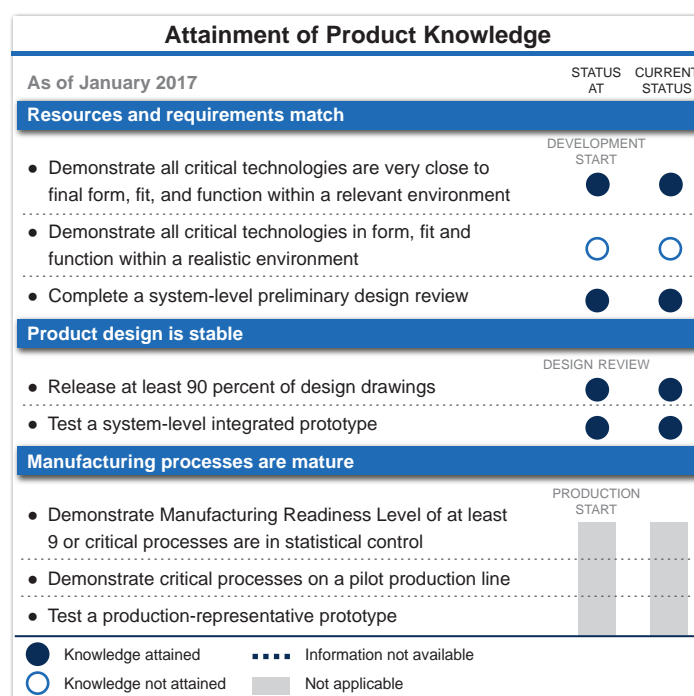 Attainment of Product Knowledge
As of January 2017
STATUS AT
CURRENT STATUS
Resources and requirements match
DEVELOPMENT START
● Demonstrate all critical technologies are very close to
final form, fit, and function within a relevant environment
● Demonstrate all critical technologies in form, fit and
function within a realistic environment
● Complete a system-level preliminary design review
Product design is stable
DESIGN REVIEW
● Release at least 90 percent of design drawings
● Test a system-level integrated prototype
Manufacturing processes are mature
PRODUCTION START
● Demonstrate Manufacturing Readiness Level of at least
9 or critical processes are in statistical control
● Demonstrate critical processes on a pilot production line
● Test a production-representative prototype
Knowledge attained
Information not available
Knowledge not attained
Not applicable